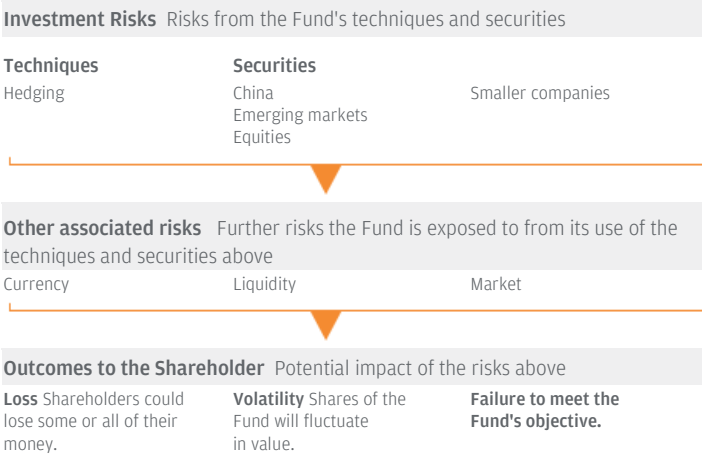 Investment Risks Risks from the Fund's techniques and securities
Techniques
Hedging
Securities
China
Emerging markets
Equities
Smaller companies
Other associated risks Further risks the Fund is exposed to from its use of the
techniques and securities above
Currency
Liquidity
Market
Outcomes to the Shareholder Potential impact of the risks above
Loss Shareholders could
lose some or all of their
money.
Volatility Shares of the
Fund will fluctuate
in value.
Failure to meet the
Fund's objective.